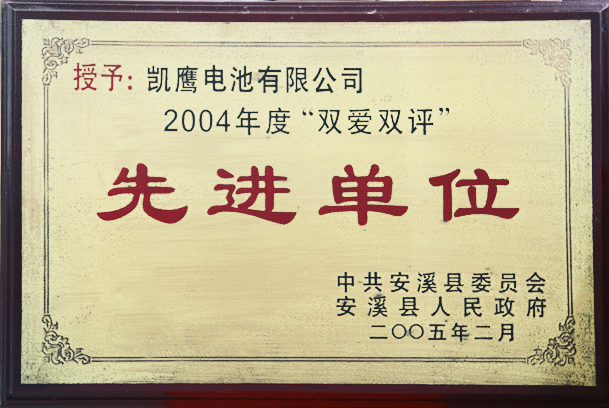 授予：凯鹰电池有限公司
2004年度“双爱双评”
先进单位
中共安溪县委员会
安溪县人民政府
二〇〇五年二月